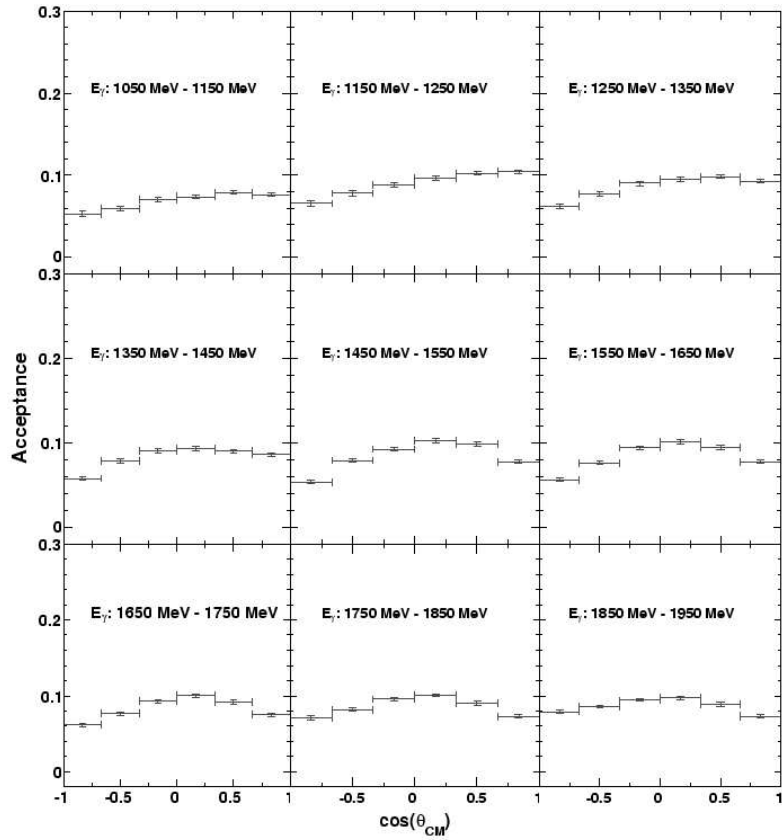 0.3
E_γ: 1050 MeV - 1150 MeV
E_γ: 1150 MeV - 1250 MeV
E_γ: 1250 MeV - 1350 MeV
0.2
0.1
0
0.3
E_γ: 1350 MeV - 1450 MeV
E_γ: 1450 MeV - 1550 MeV
E_γ: 1550 MeV - 1650 MeV
0.2
Acceptance
0.1
0
0.3
E_γ: 1650 MeV - 1750 MeV
E_γ: 1750 MeV - 1850 MeV
E_γ: 1850 MeV - 1950 MeV
0.2
0.1
0
-1 -0.5 0 0.5 1 -0.5 0 0.5 1 -0.5 0 0.5 1
cos(θ_CM)